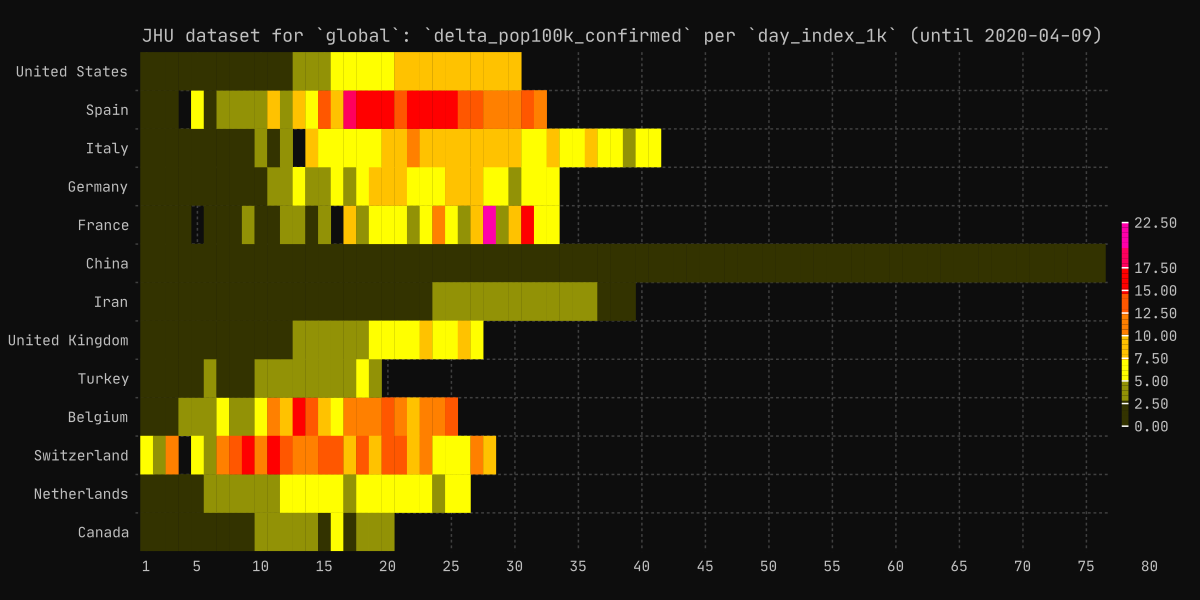 JHU dataset for `global`: `delta_pop100k_confirmed` per `day_index_1k` (until 2020-04-09)
United States
Spain
Italy
Germany
France
China
Iran
United Kingdom
Turkey
Belgium
Switzerland
Netherlands
Canada
22.50
17.50
15.00
12.50
10.00
7.50
5.00
2.50
0.00
1 5 10 15 20 25 30 35 40 45 50 55 60 65 70 75 80